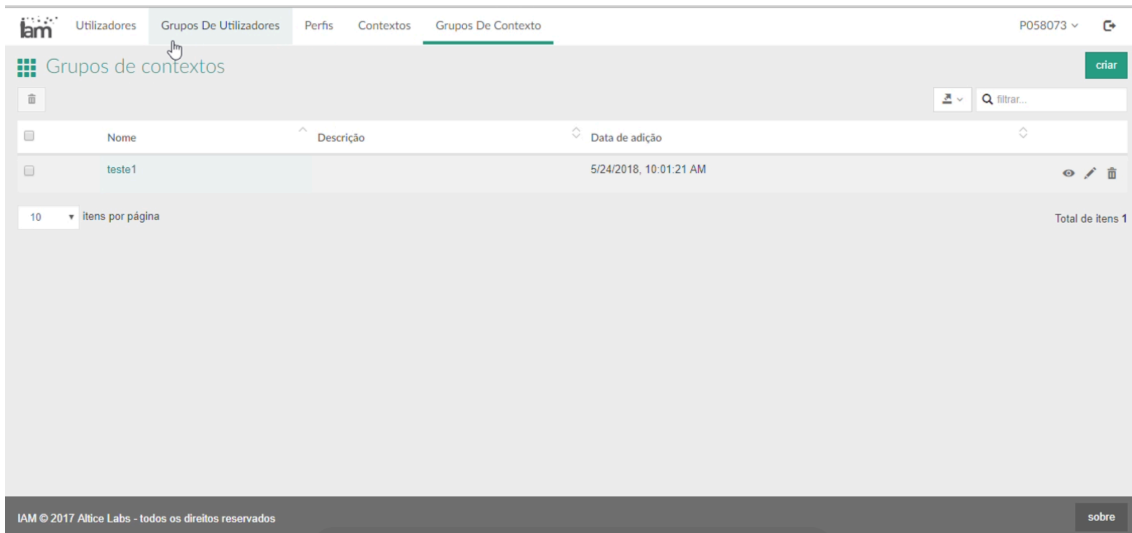 Iam Utilizadores Grupos De Utilizadores Perfis Contextos Grupos De Contexto P058073
Grupos de contextos criar
filtrar...
Nome Descrição Data de adição
teste1 5/24/2018, 10:01:21 AM
10 itens por página Total de itens 1
IAM © 2017 Altice Labs - todos os direitos reservados sobre